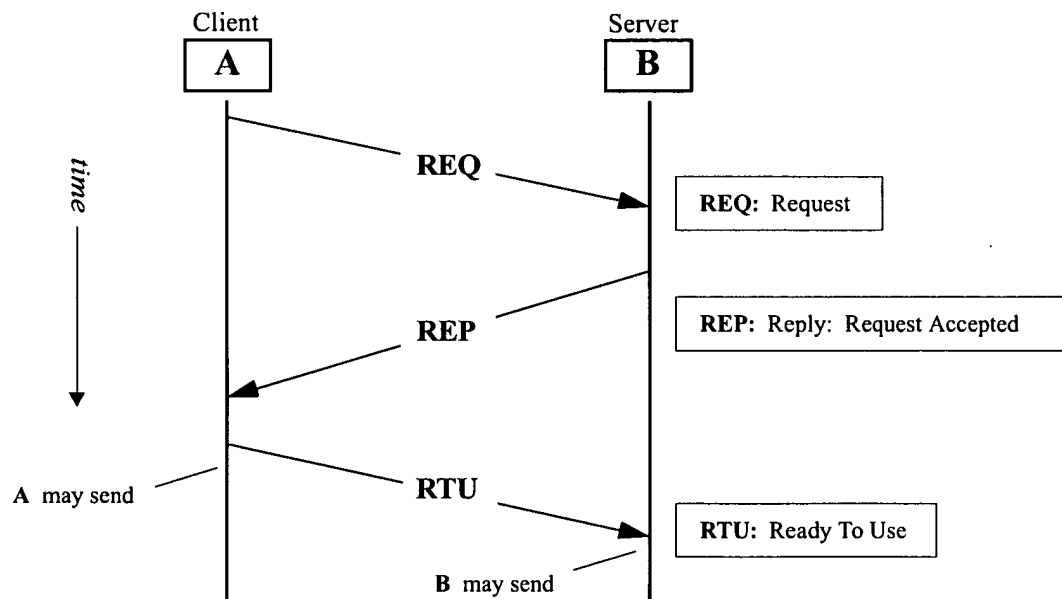 Client
Server
A
B
time
REQ
REQ: Request
REP
REP: Reply: Request Accepted
A may send
RTU
RTU: Ready To Use
B may send